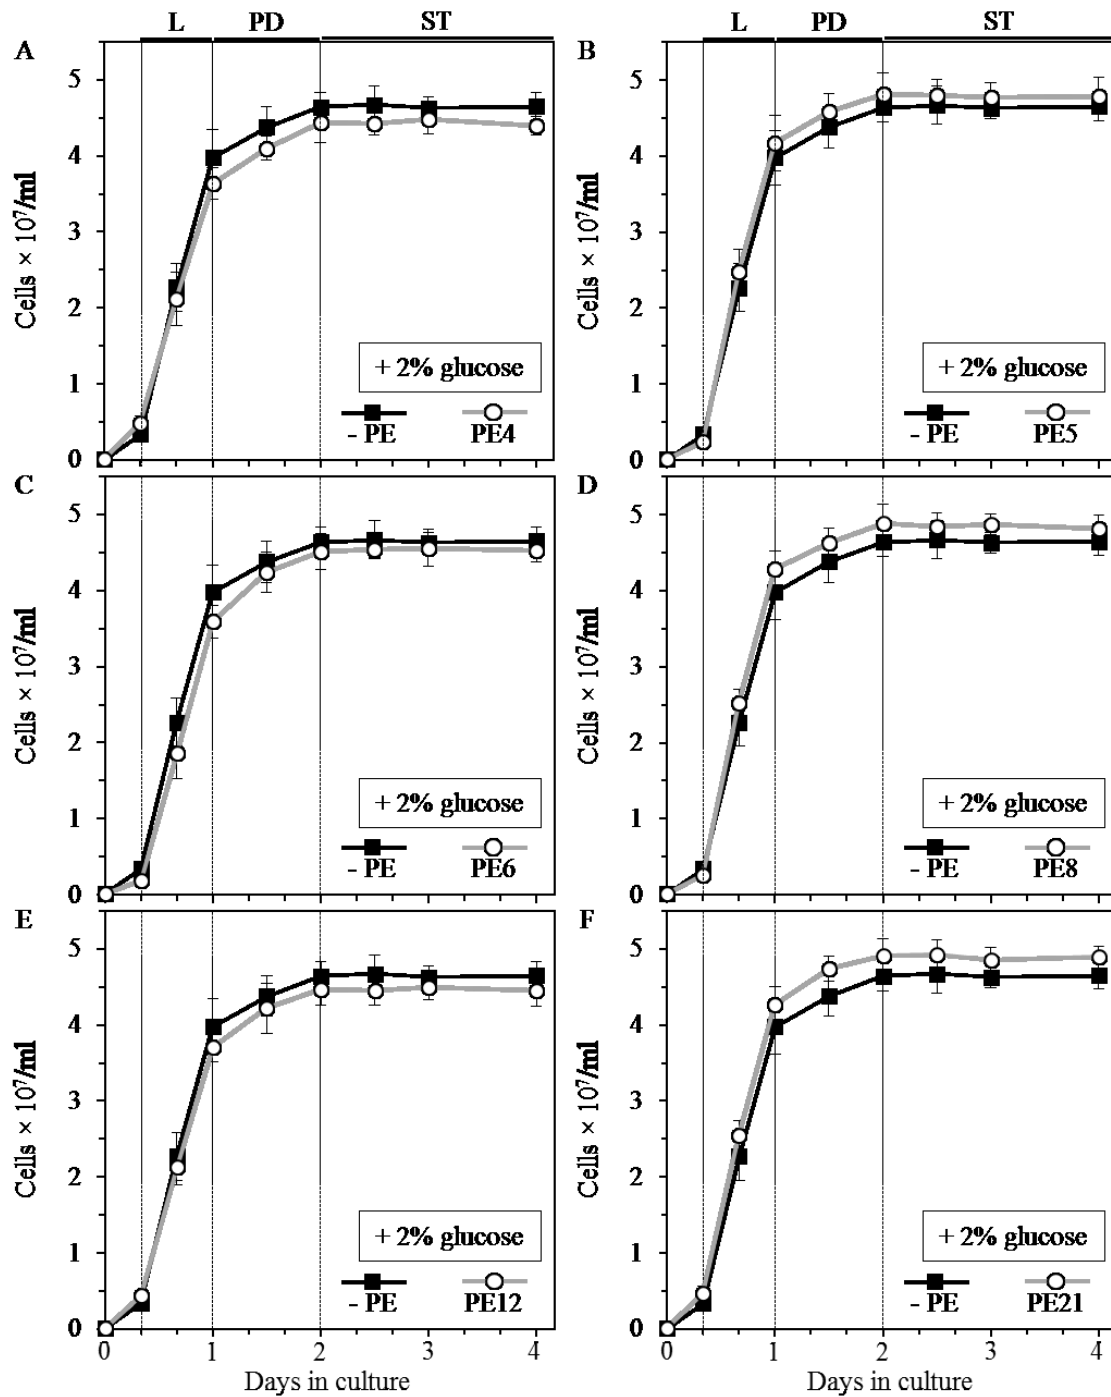 L PD ST ST
A B
5 5
4 4
3 3
2 2
1 1
0 0
Cells × 10⁷/ml Cells × 10⁷/ml
+ 2% glucose + 2% glucose
- PE PE4 - PE PE5
C D
5 5
4 4
3 3
2 2
1 1
0 0
Cells × 10⁷/ml Cells × 10⁷/ml
+ 2% glucose + 2% glucose
- PE PE6 - PE PE8
E F
5 5
4 4
3 3
2 2
1 1
0 0
Cells × 10⁷/ml Cells × 10⁷/ml
+ 2% glucose + 2% glucose
- PE PE12 - PE PE21
0 1 2 3 4 0 1 2 3 4
Days in culture Days in culture